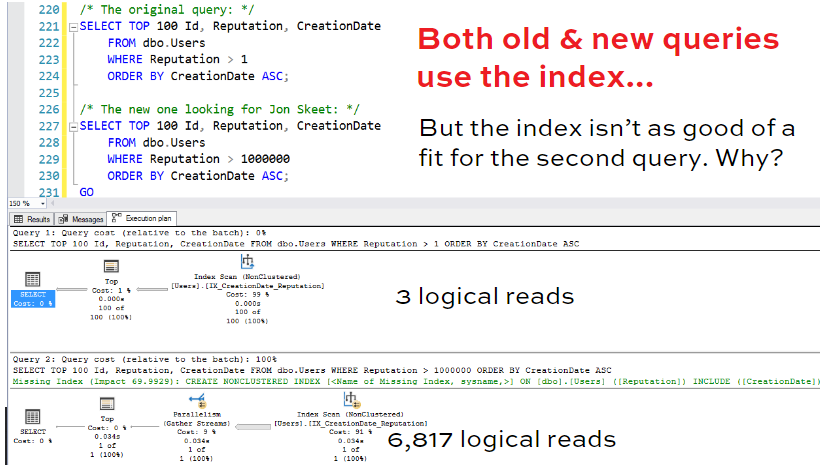 220 /* The original query: */
221 SELECT TOP 100 Id, Reputation, CreationDate
222 FROM dbo.Users
223 WHERE Reputation > 1
224 ORDER BY CreationDate ASC;
225
226 /* The new one looking for Jon Skeet: */
227 SELECT TOP 100 Id, Reputation, CreationDate
228 FROM dbo.Users
229 WHERE Reputation > 1000000
230 ORDER BY CreationDate ASC;
231 GO
Both old & new queries
use the index...
But the index isn't as good of a
fit for the second query. Why?
150 %
Results Messages Execution plan
Query 1: Query cost (relative to the batch): 0%
SELECT TOP 100 Id, Reputation, CreationDate FROM dbo.Users WHERE Reputation > 1 ORDER BY CreationDate ASC
SELECT
Cost: 0 %
Top
Cost: 1 %
0.000s
100 of
100 (100%)
Index Scan (NonClustered)
[Users].[IX_CreationDate_Reputation]
Cost: 99 %
0.000s
100 of
100 (100%)
3 logical reads
Query 2: Query cost (relative to the batch): 100%
SELECT TOP 100 Id, Reputation, CreationDate FROM dbo.Users WHERE Reputation > 1000000 ORDER BY CreationDate ASC
Missing Index (Impact 69.9929): CREATE NONCLUSTERED INDEX [<Name of Missing Index, sysname,>] ON [dbo].[Users] ([Reputation]) INCLUDE ([CreationDate])
SELECT
Cost: 0 %
Top
Cost: 0 %
0.034s
1 of
1 (100%)
Parallelism
(Gather Streams)
Cost: 9 %
0.034s
1 of
1 (100%)
Index Scan (NonClustered)
[Users].[IX_CreationDate_Reputation]
Cost: 91 %
0.034s
1 of
1 (100%)
6,817 logical reads